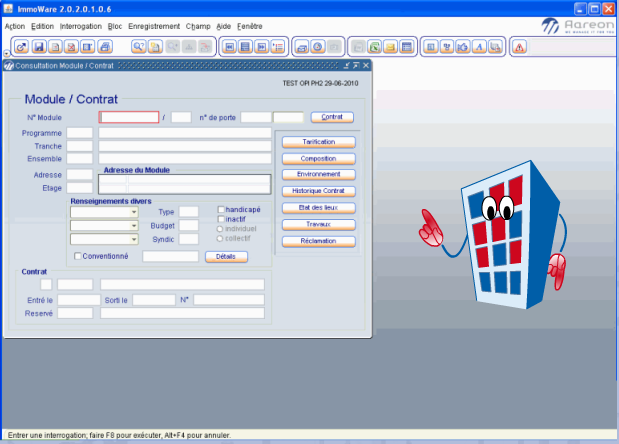 ImmoWare 2.0.2.0.1.0.6
Action Edition Interrogation Bloc Enregistrement Champ Aide Fenêtre
Aareon
WE MANAGE IT FOR YOU
Consultation Module / Contrat
TEST OPI PH2 29-06-2010
Module / Contrat
N° Module / n° de porte Contrat
Programme
Tranche
Ensemble
Adresse du Module
Adresse
Etage
Tarification
Composition
Environnement
Historique Contrat
Etat des lieux
Travaux
Réclamation
Renseignements divers
Type handicapé
inactif
Budget individuel
Syndic collectif
Conventionné Détails
Contrat
Entré le Sorti le N°
Reservé
Entrer une interrogation; faire F8 pour exécuter, Alt+F4 pour annuler.